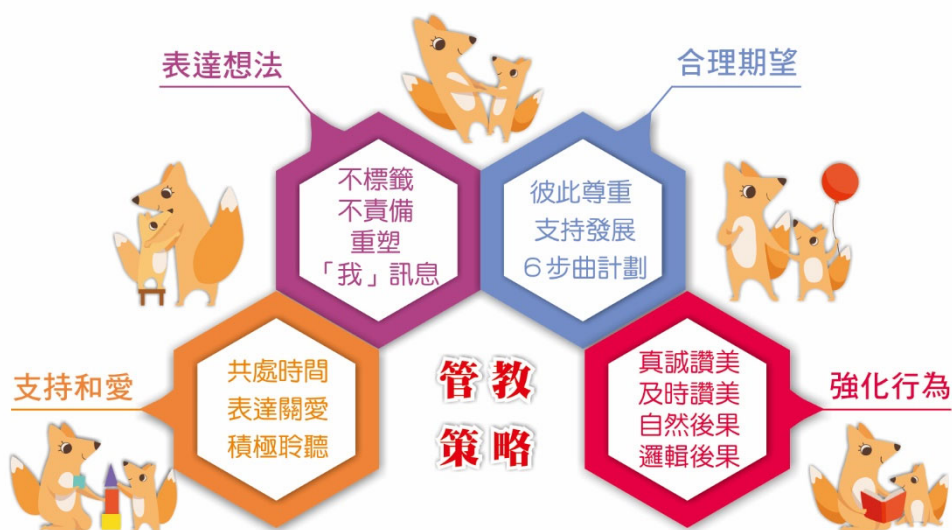 表達想法
不標籤
不責備
重塑
「我」訊息
合理期望
彼此尊重
支持發展
6步曲計劃
支持和愛
共處時間
表達關愛
積極聆聽
管教
策略
真誠讚美
及時讚美
自然後果
邏輯後果
強化行為